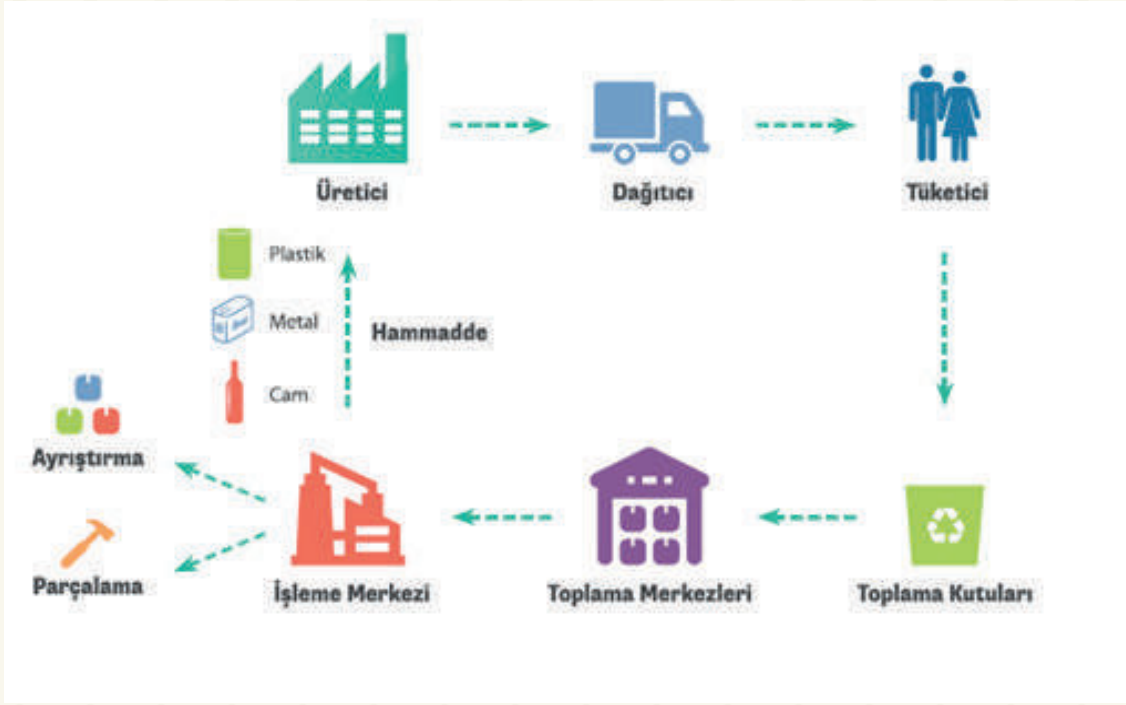 Üretici
Dağıtıcı
Tüketici
Plastik
Metal
Hammadde
Cam
Ayrıştırma
Parçalama
İşleme Merkezi
Toplama Merkezleri
Toplama Kutuları